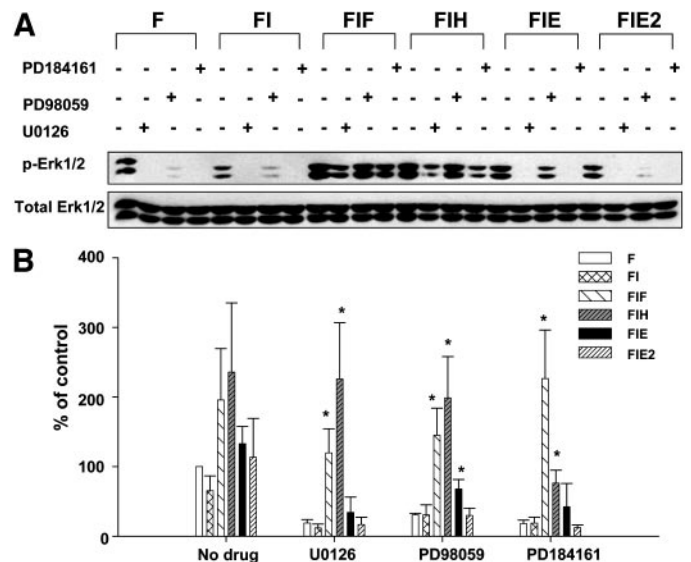 A F FI FIF FIH FIE FIE2
PD184161 - - - + - - - + - - - + - - - + - - - + - - - +
PD98059 - - + - - - + - - - + - - - + - - - + - - - + -
U0126 - + - - - + - - - + - - - + - - - + - - - + - -
p-Erk1/2
Total Erk1/2
B
400
300
200
100
0
% of control
F
FI
FIF
FIH
FIE
FIE2
* * * * * * *
No drug U0126 PD98059 PD184161